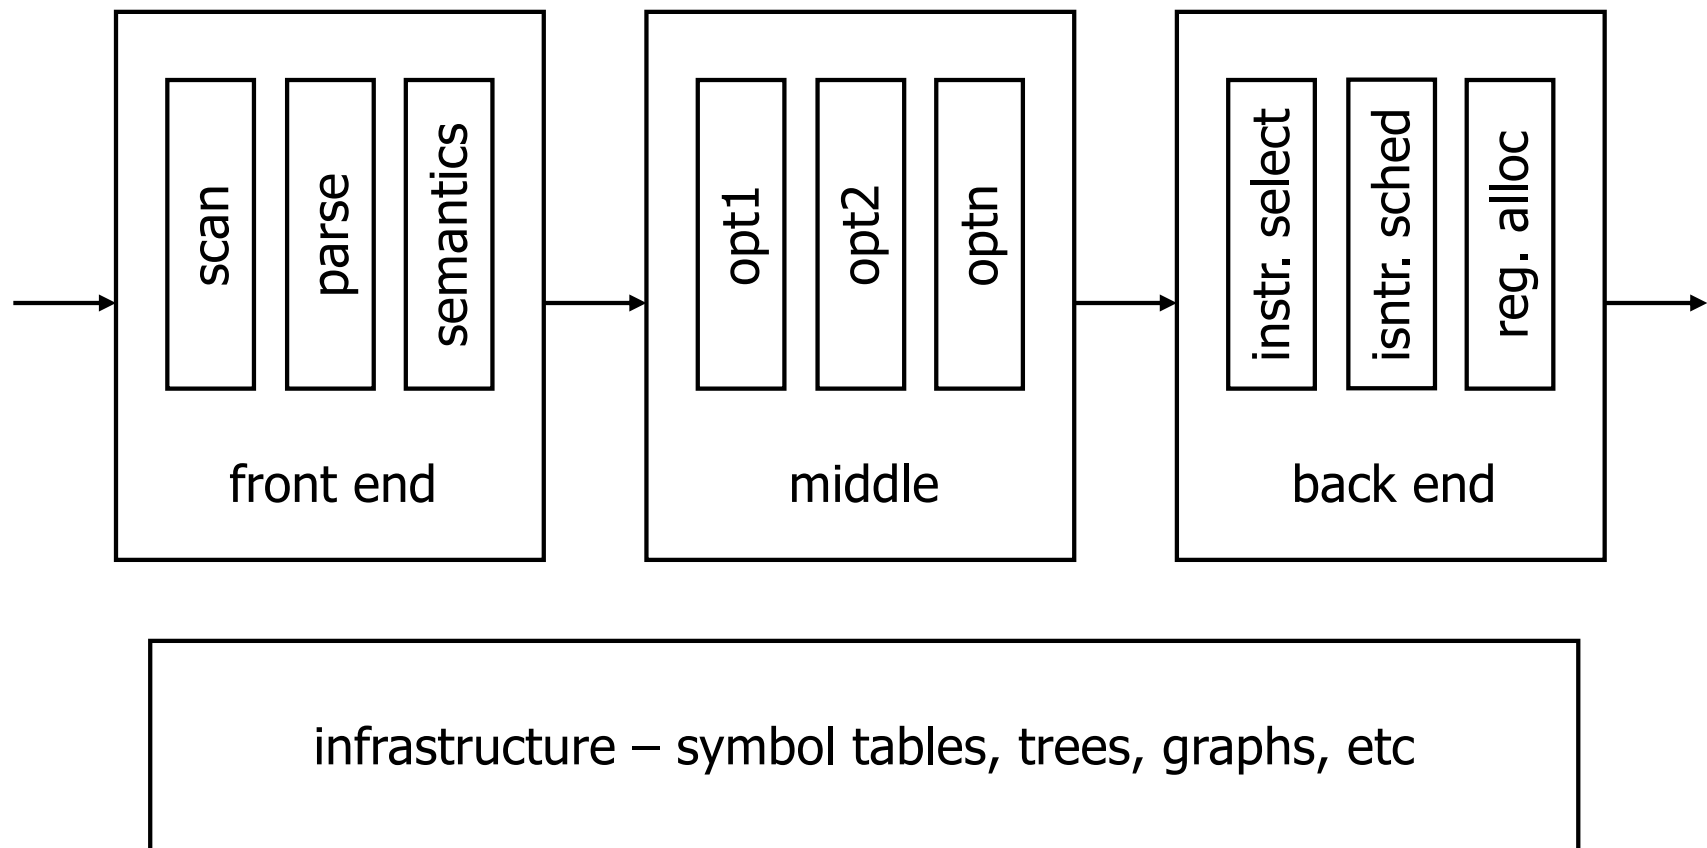 scan
parse
semantics
front end
opt1
opt2
optn
middle
instr. select
isntr. sched
reg. alloc
back end
infrastructure – symbol tables, trees, graphs, etc